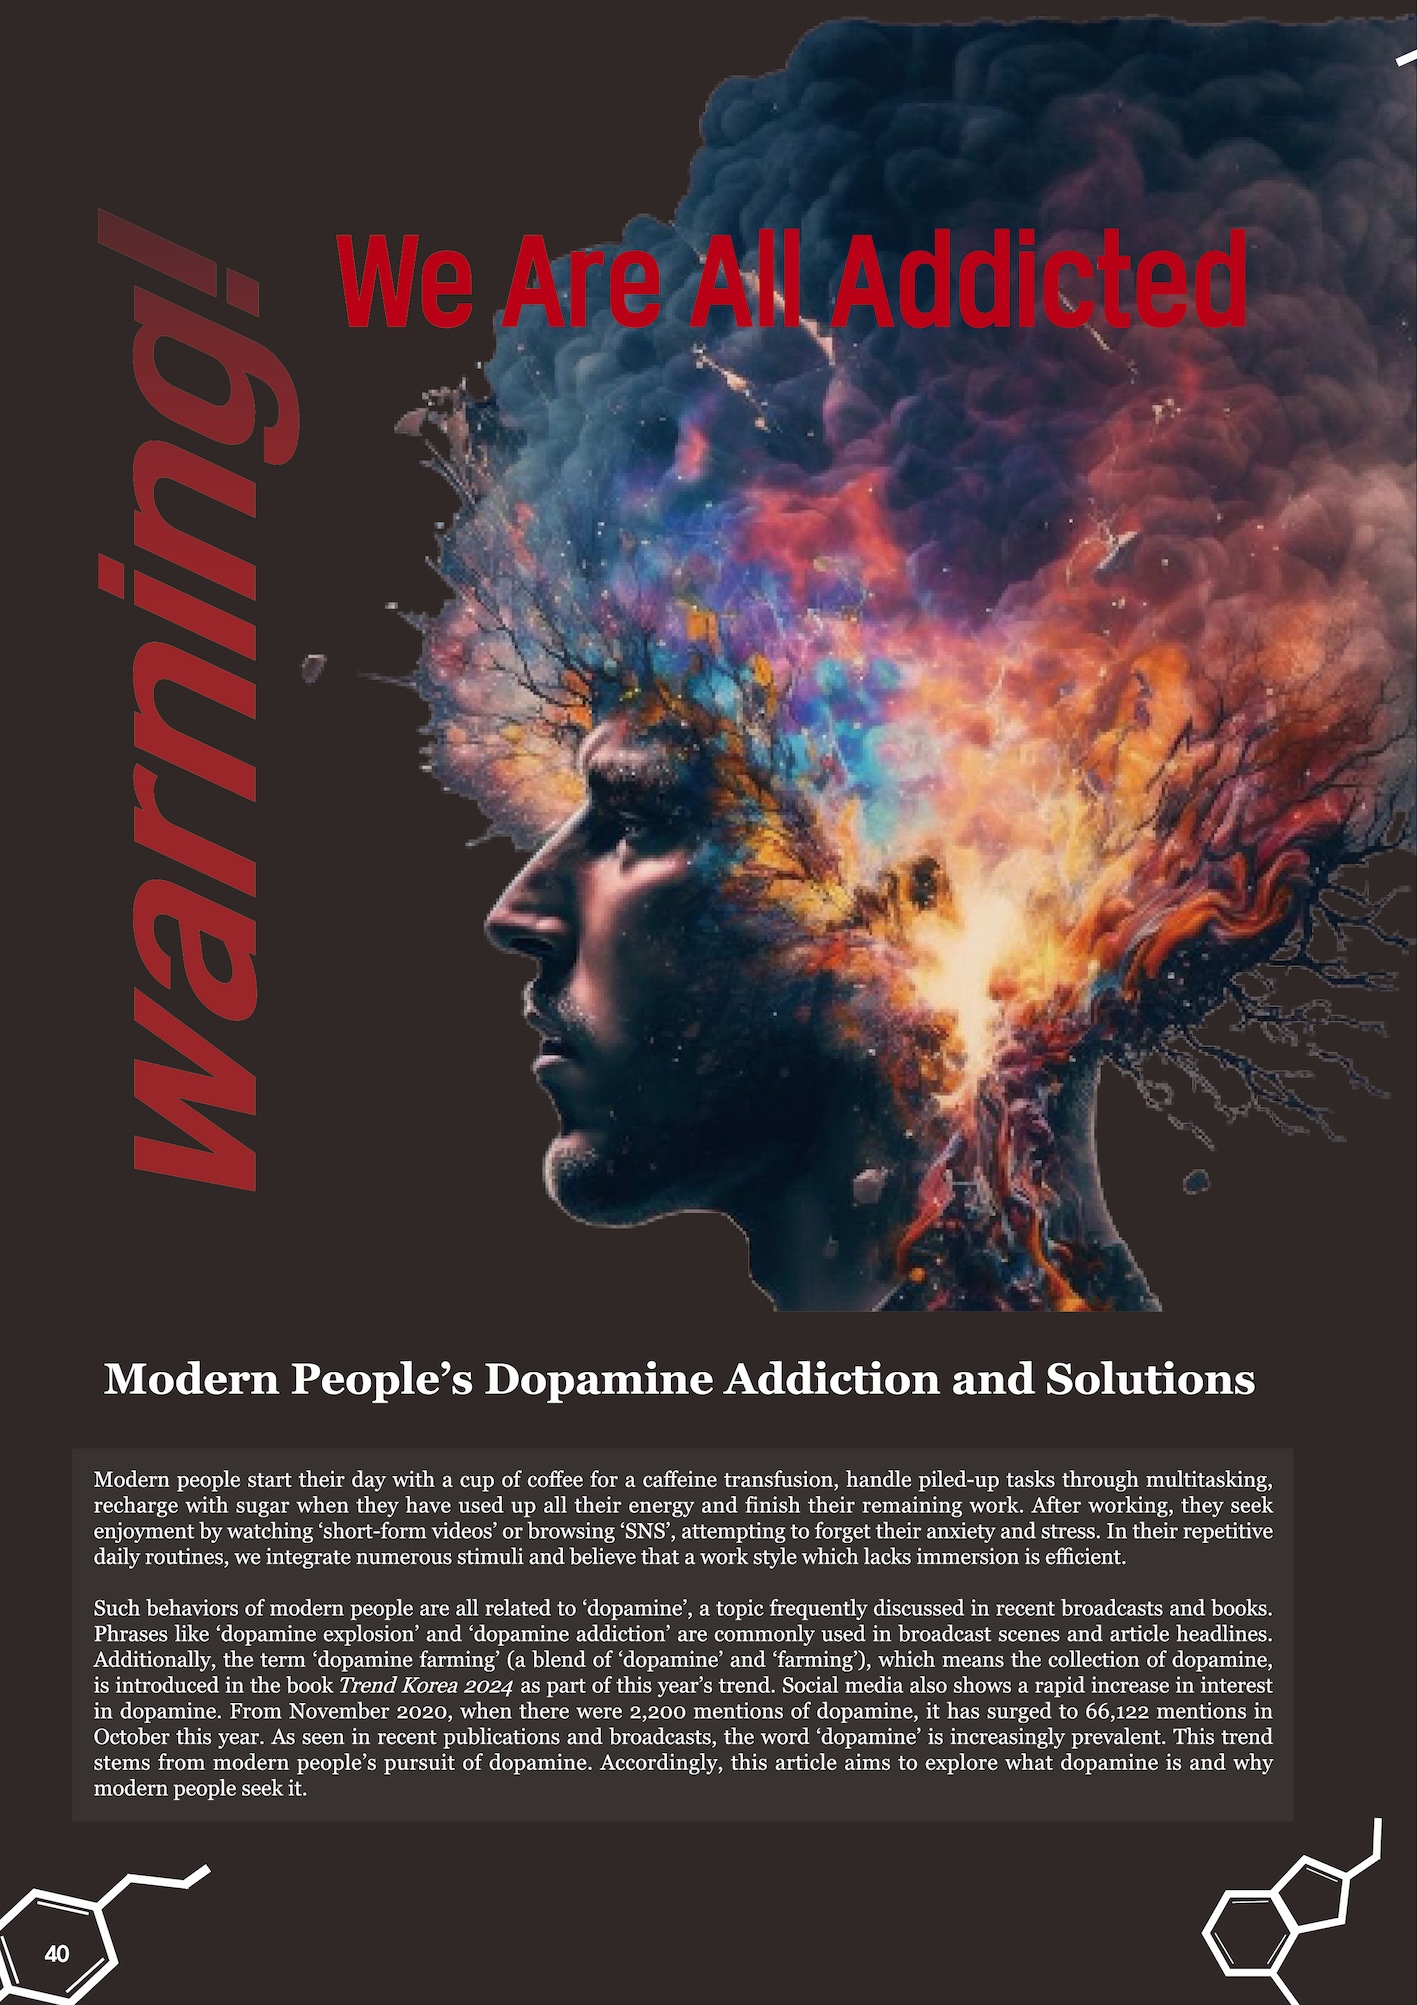 warning!
We Are All Addicted
Modern People’s Dopamine Addiction and Solutions
Modern people start their day with a cup of coffee for a caffeine transfusion, handle piled-up tasks through multitasking,
recharge with sugar when they have used up all their energy and finish their remaining work. After working, they seek
enjoyment by watching ‘short-form videos’ or browsing ‘SNS’, attempting to forget their anxiety and stress. In their repetitive
daily routines, we integrate numerous stimuli and believe that a work style which lacks immersion is efficient.
Such behaviors of modern people are all related to ‘dopamine’, a topic frequently discussed in recent broadcasts and books.
Phrases like ‘dopamine explosion’ and ‘dopamine addiction’ are commonly used in broadcast scenes and article headlines.
Additionally, the term ‘dopamine farming’ (a blend of ‘dopamine’ and ‘farming’), which means the collection of dopamine,
is introduced in the book Trend Korea 2024 as part of this year’s trend. Social media also shows a rapid increase in interest
in dopamine. From November 2020, when there were 2,200 mentions of dopamine, it has surged to 66,122 mentions in
October this year. As seen in recent publications and broadcasts, the word ‘dopamine’ is increasingly prevalent. This trend
stems from modern people’s pursuit of dopamine. Accordingly, this article aims to explore what dopamine is and why
modern people seek it.
40